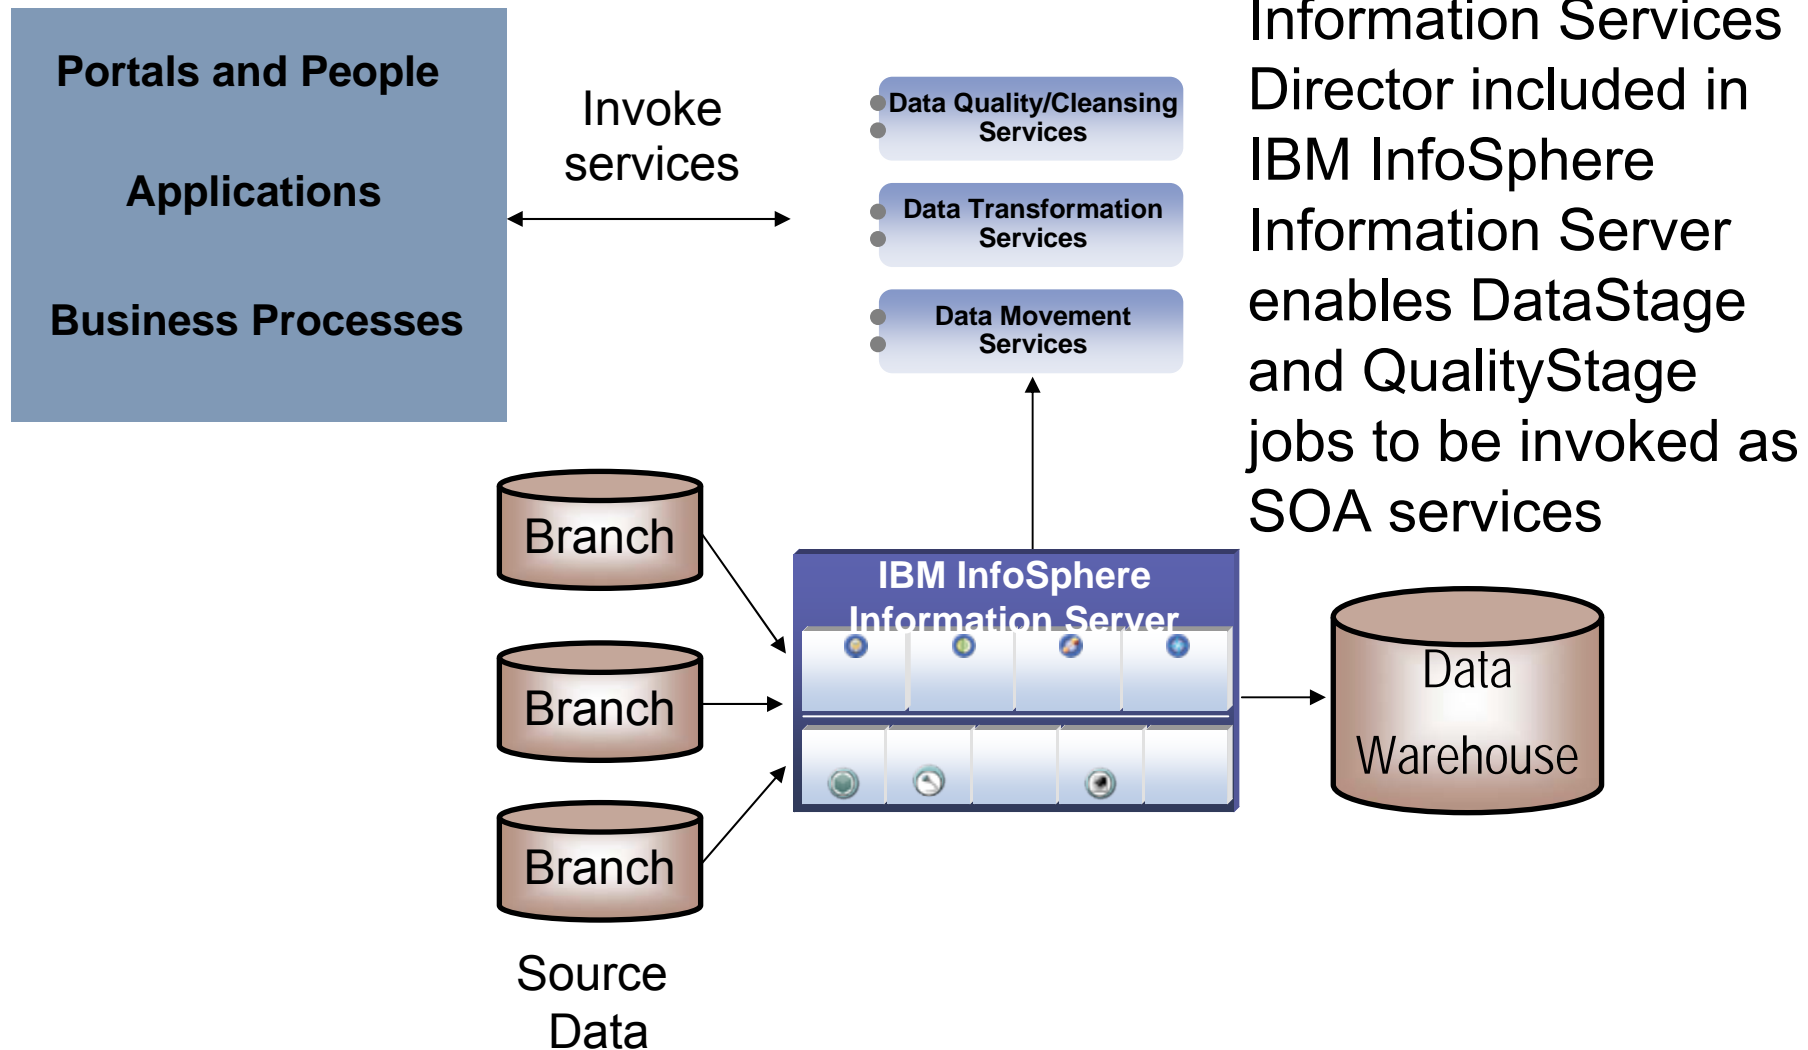 Portals and People
Applications
Business Processes
Invoke
services
Data Quality/Cleansing
Services
Data Transformation
Services
Data Movement
Services
Information Services
Director included in
IBM InfoSphere
Information Server
enables DataStage
and QualityStage
jobs to be invoked as
SOA services
Branch
Branch
Branch
Source
Data
IBM InfoSphere
Information Server
Data
Warehouse